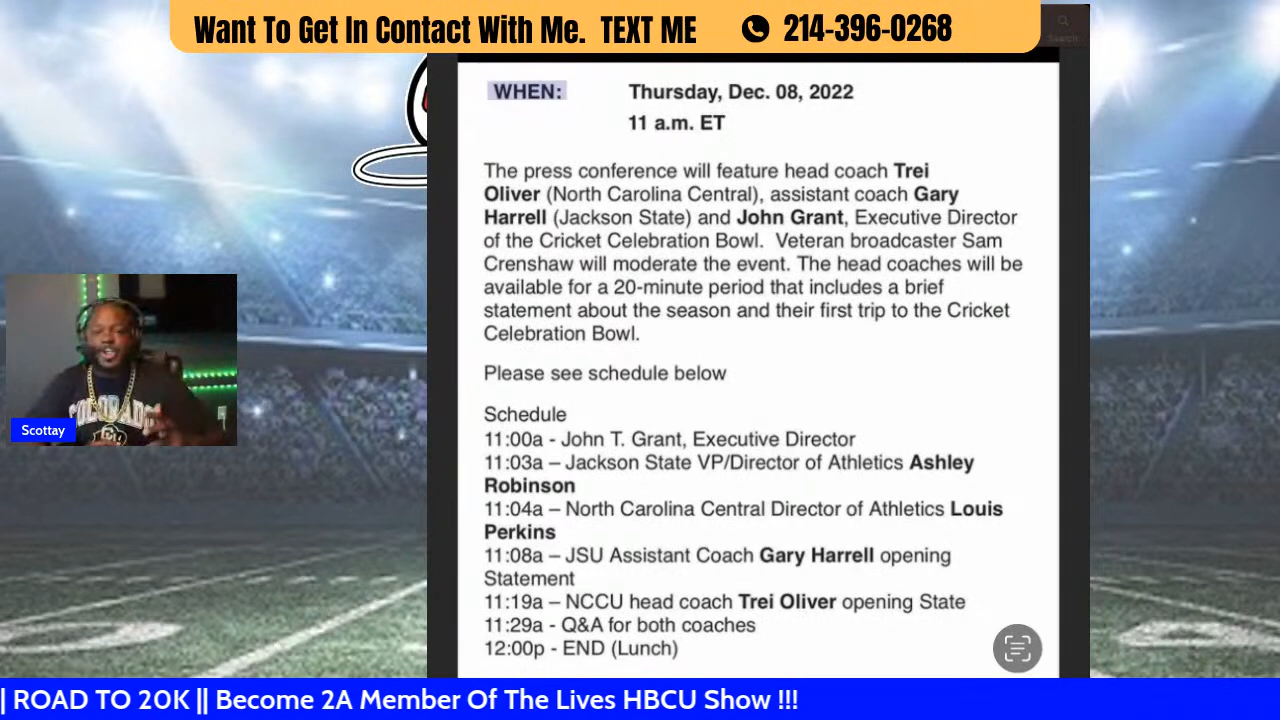 Want To Get In Contact With Me. TEXT ME 214-396-0268
Search
WHEN: Thursday, Dec. 08, 2022
11 a.m. ET
The press conference will feature head coach Trei
Oliver (North Carolina Central), assistant coach Gary
Harrell (Jackson State) and John Grant, Executive Director
of the Cricket Celebration Bowl. Veteran broadcaster Sam
Crenshaw will moderate the event. The head coaches will be
available for a 20-minute period that includes a brief
statement about the season and their first trip to the Cricket
Celebration Bowl.
Please see schedule below
Schedule
11:00a - John T. Grant, Executive Director
11:03a – Jackson State VP/Director of Athletics Ashley
Robinson
11:04a – North Carolina Central Director of Athletics Louis
Perkins
11:08a – JSU Assistant Coach Gary Harrell opening
Statement
11:19a – NCCU head coach Trei Oliver opening State
11:29a - Q&A for both coaches
12:00p - END (Lunch)
COLORADO
CU
Scottay
| ROAD TO 20K || Become 2A Member Of The Lives HBCU Show !!!